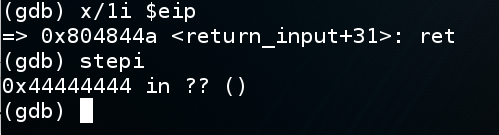 (gdb) x/1i $eip
=> 0x804844a <return_input+31>: ret
(gdb) stepi
0x44444444 in ?? ()
(gdb)